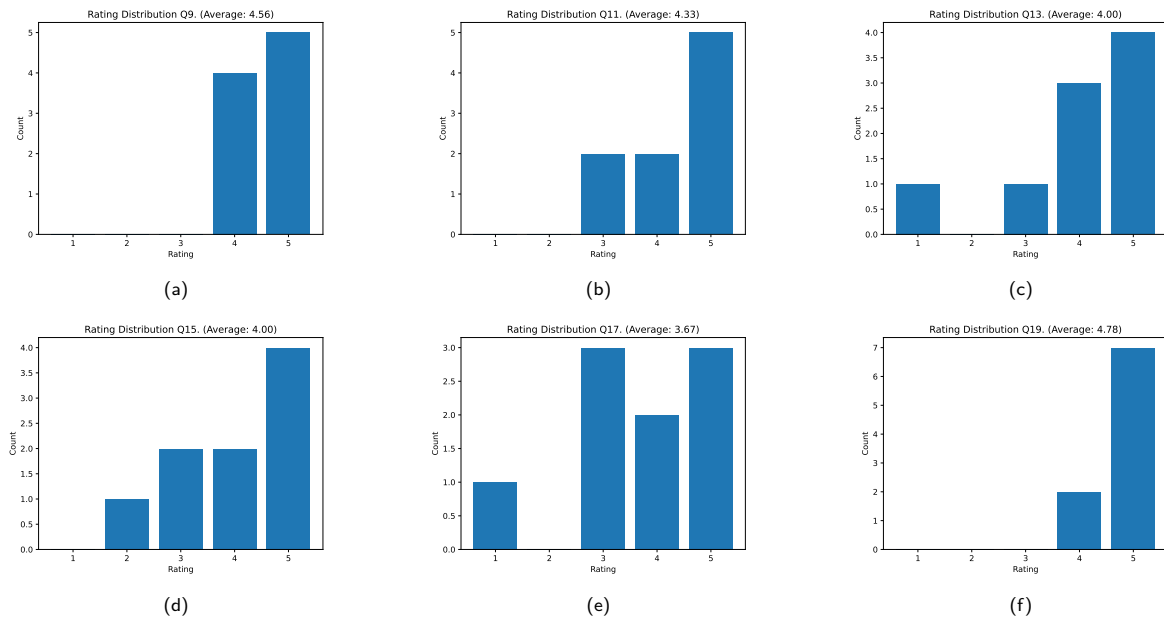 Rating Distribution Q9. (Average: 4.56)
5
4
3
2
1
0
Count
1 2 3 4 5
Rating
(a)
Rating Distribution Q11. (Average: 4.33)
5
4
3
2
1
0
Count
1 2 3 4 5
Rating
(b)
Rating Distribution Q13. (Average: 4.00)
4.0
3.5
3.0
2.5
2.0
1.5
1.0
0.5
0.0
Count
1 2 3 4 5
Rating
(c)
Rating Distribution Q15. (Average: 4.00)
4.0
3.5
3.0
2.5
2.0
1.5
1.0
0.5
0.0
Count
1 2 3 4 5
Rating
(d)
Rating Distribution Q17. (Average: 3.67)
3.0
2.5
2.0
1.5
1.0
0.5
0.0
Count
1 2 3 4 5
Rating
(e)
Rating Distribution Q19. (Average: 4.78)
7
6
5
4
3
2
1
0
Count
1 2 3 4 5
Rating
(f)